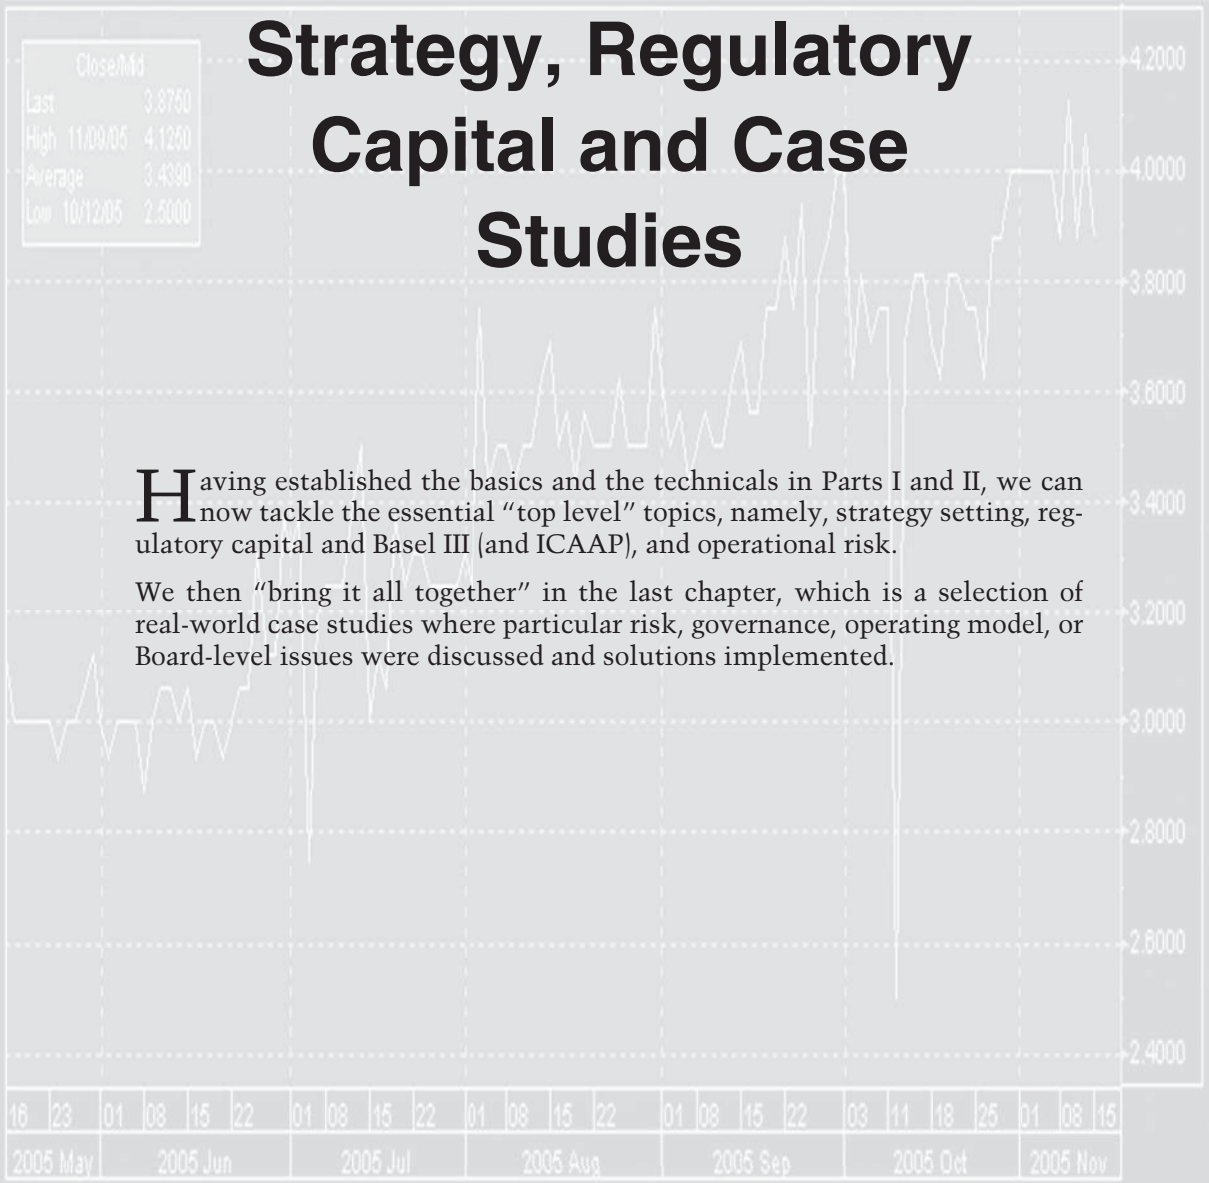 Strategy, Regulatory
Capital and Case
Studies
Close/Mid
Last 3.8750
High 11/09/05 4.1250
Average 3.4390
Low 10/12/05 2.5000
Having established the basics and the technicals in Parts I and II, we can
now tackle the essential “top level” topics, namely, strategy setting, reg-
ulatory capital and Basel III (and ICAAP), and operational risk.
We then “bring it all together” in the last chapter, which is a selection of
real-world case studies where particular risk, governance, operating model, or
Board-level issues were discussed and solutions implemented.
4.2000
4.0000
3.8000
3.6000
3.4000
3.2000
3.0000
2.8000
2.6000
2.4000
16 23 01 08 15 22 01 08 15 22 01 08 15 22 01 08 15 22 03 11 18 25 01 08 15
2005 May 2005 Jun 2005 Jul 2005 Aug 2005 Sep 2005 Oct 2005 Nov